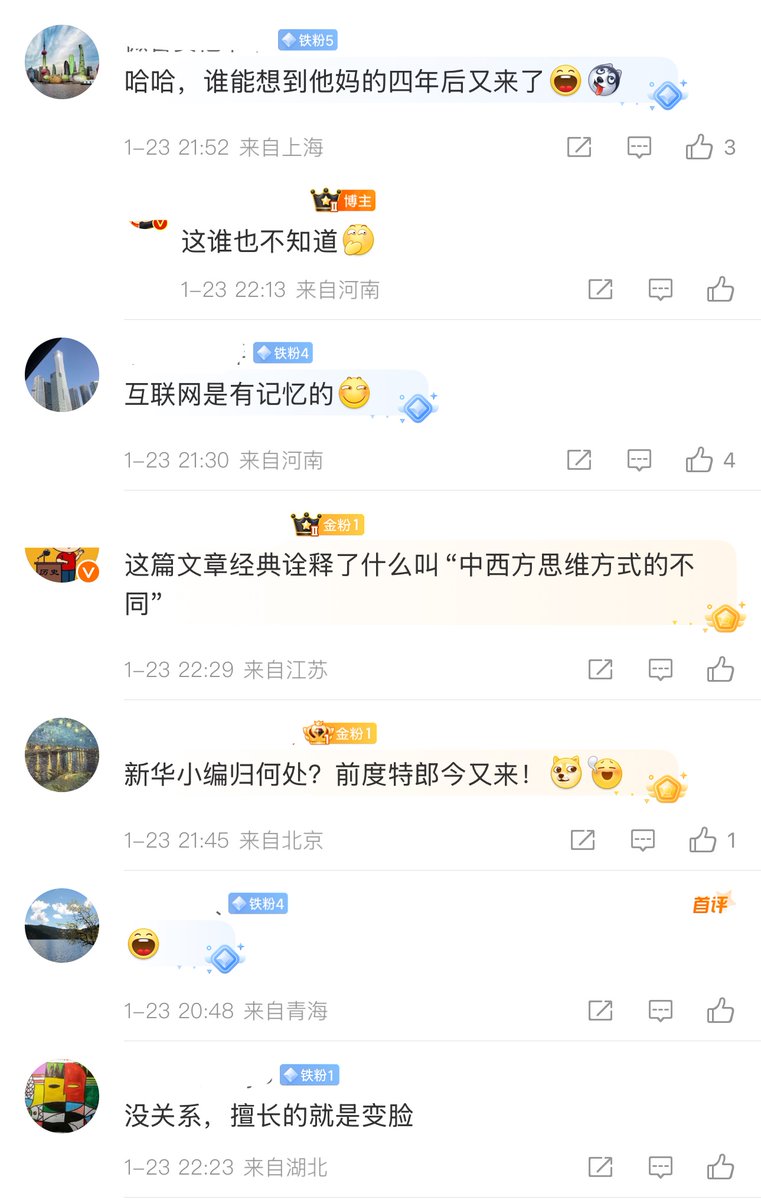 铁粉5
哈哈，谁能想到他妈的四年后又来了
1-23 21:52 来自上海
3
II 博主
这谁也不知道
1-23 22:13 来自河南
铁粉4
互联网是有记忆的
1-23 21:30 来自河南
4
II 金粉1
历史
这篇文章经典诠释了什么叫“中西方思维方式的不
同”
1-23 22:29 来自江苏
金粉1
新华小编归何处？前度特郎今又来！
1-23 21:45 来自北京
1
铁粉4
首评
1-23 20:48 来自青海
铁粉1
没关系，擅长的就是变脸
1-23 22:23 来自湖北